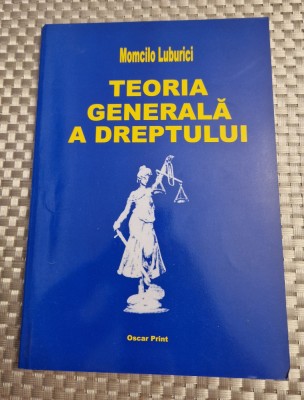 Momcilo Luburici
TEORIA
GENERALĂ
A DREPTULUI
Oscar Print